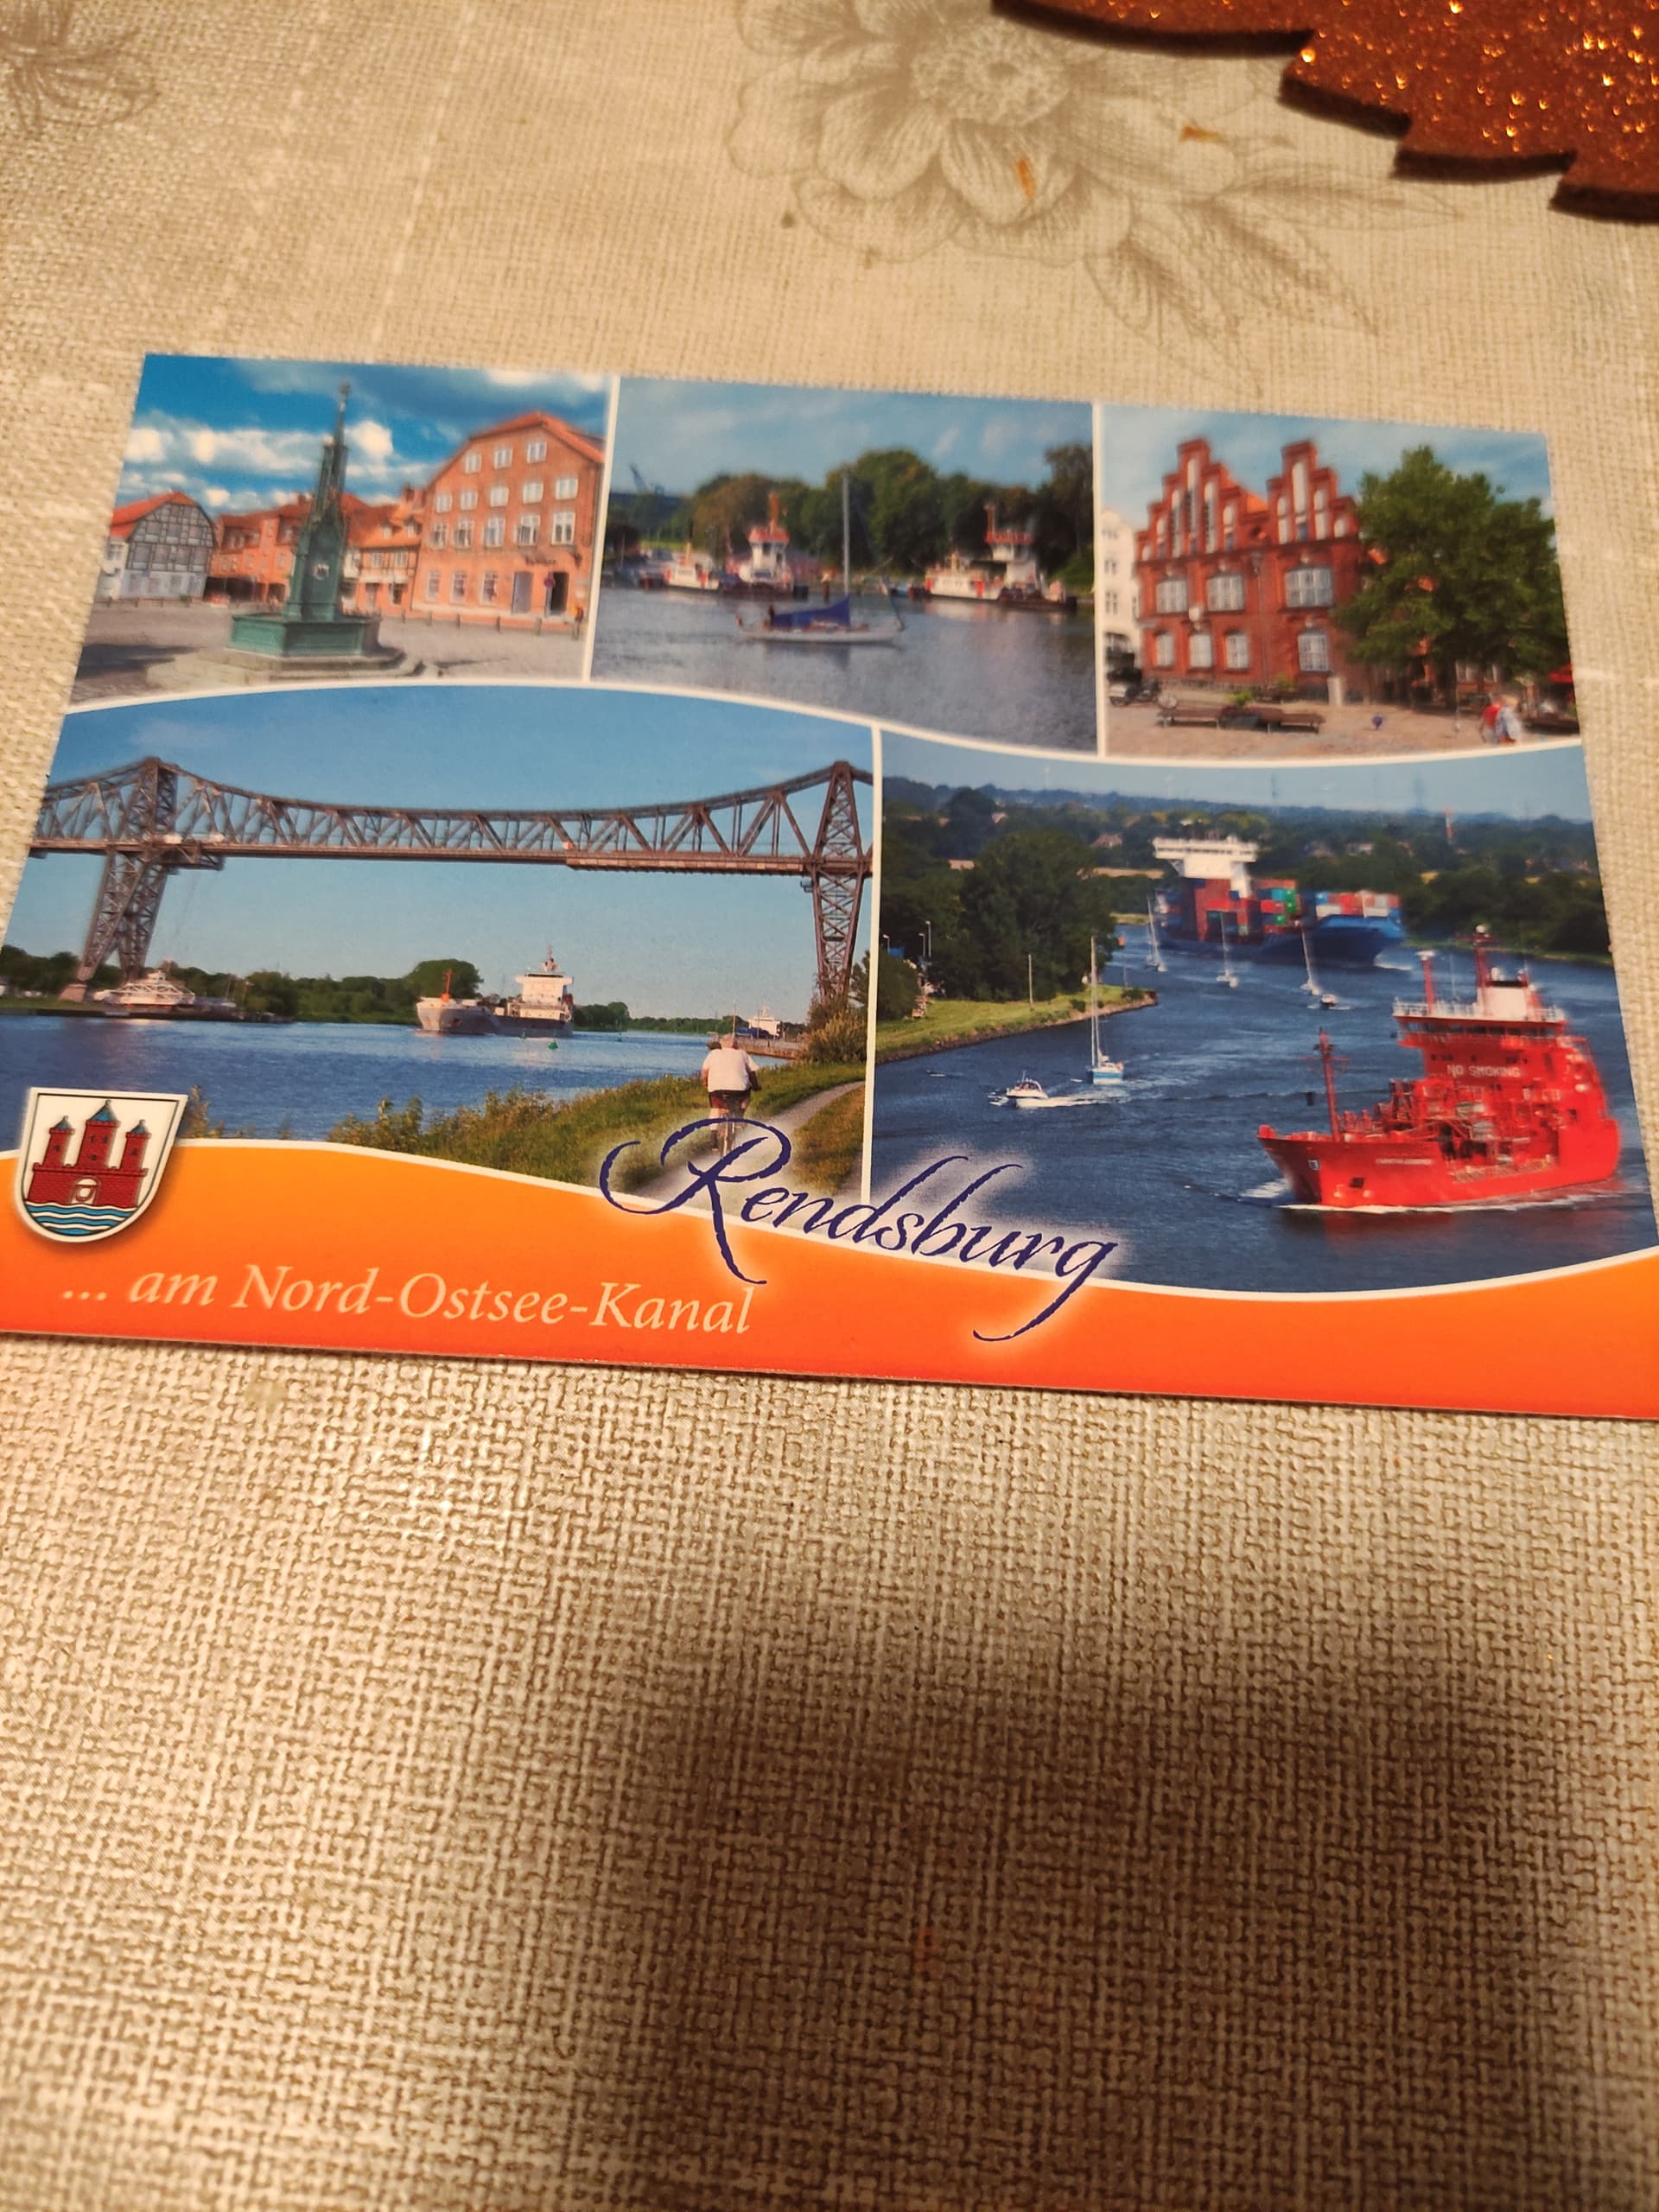 NO SMOKING
Rendsburg
... am Nord-Ostsee-Kanal